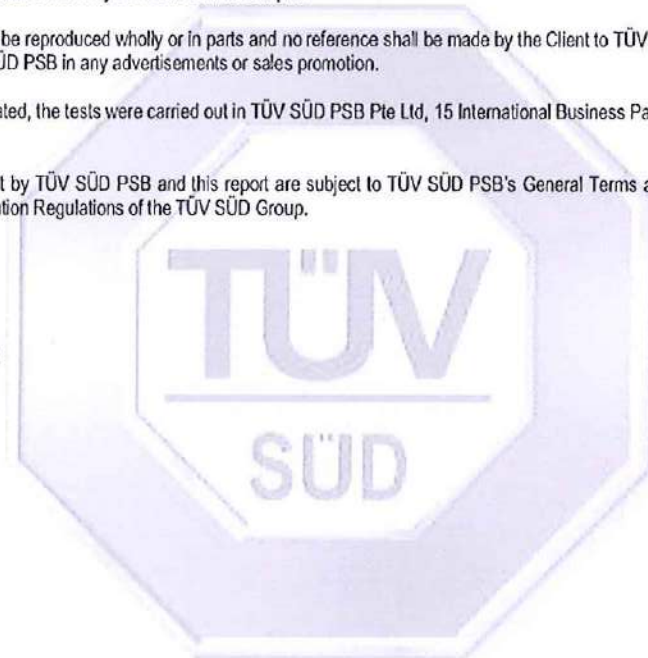 be reproduced wholly or in parts and no reference shall be made by the Client to TÜV
ÜD PSB in any advertisements or sales promotion.
ated, the tests were carried out in TÜV SÜD PSB Pte Ltd, 15 International Business Pa
t by TÜV SÜD PSB and this report are subject to TÜV SÜD PSB's General Terms a
tion Regulations of the TÜV SÜD Group.
TÜV
SÜD